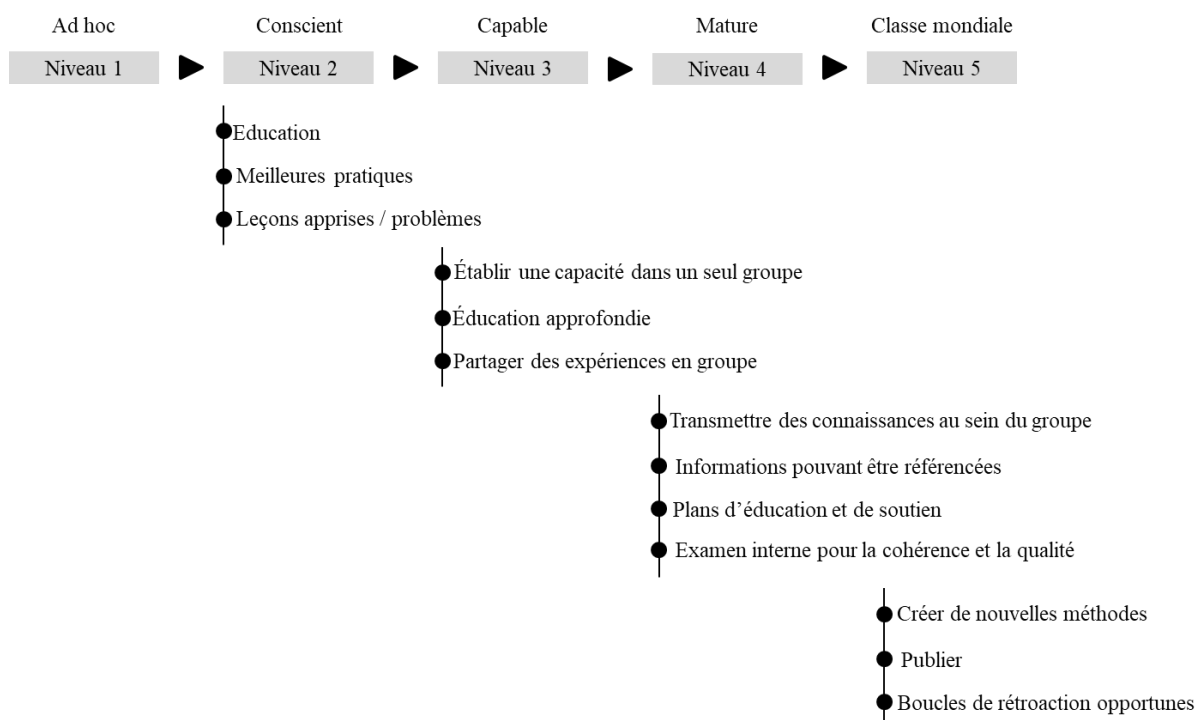 Ad hoc
Conscient
Capable
Mature
Classe mondiale
Niveau 1
Niveau 2
Niveau 3
Niveau 4
Niveau 5
Education
Meilleures pratiques
Leçons apprises / problèmes
Établir une capacité dans un seul groupe
Éducation approfondie
Partager des expériences en groupe
Transmettre des connaissances au sein du groupe
Informations pouvant être référencées
Plans d’éducation et de soutien
Examen interne pour la cohérence et la qualité
Créer de nouvelles méthodes
Publier
Boucles de rétroaction opportunes